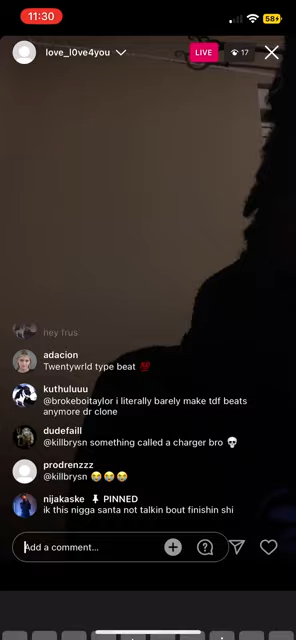 11:30
58
love_l0ve4you
LIVE
17
hey frus
adacion
Twentywrld type beat 💯
kuthuluuu
@brokeboitaylor i literally barely make tdf beats
anymore dr clone
dudefaill
@killbrysn something called a charger bro 💀
prodrenzzz
@killbrysn 😭😭😭
nijakaske 📌 PINNED
ik this nigga santa not talkin bout finishin shi
Add a comment...